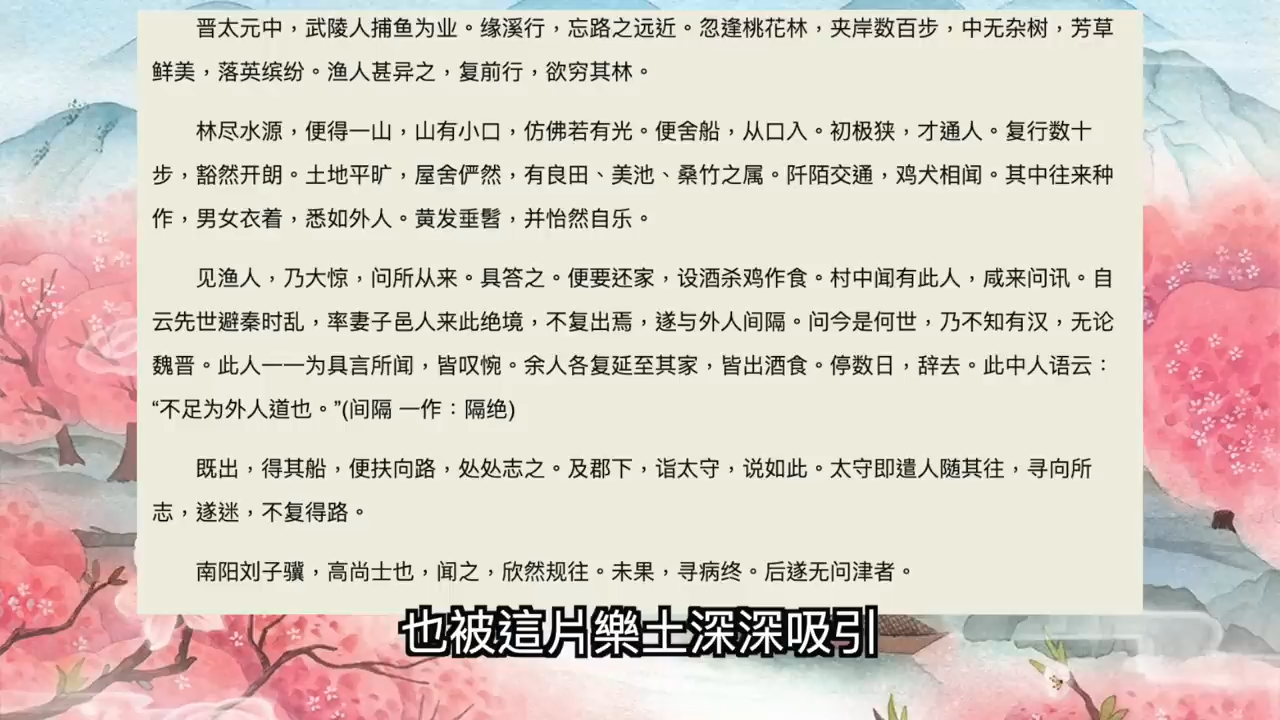 晋太元中，武陵人捕鱼为业。缘溪行，忘路之远近。忽逢桃花林，夹岸数百步，中无杂树，芳草
鲜美，落英缤纷。渔人甚异之，复前行，欲穷其林。
林尽水源，便得一山，山有小口，仿佛若有光。便舍船，从口入。初极狭，才通人。复行数十
步，豁然开朗。土地平旷，屋舍俨然，有良田、美池、桑竹之属。阡陌交通，鸡犬相闻。其中往来种
作，男女衣着，悉如外人。黄发垂髫，并怡然自乐。
见渔人，乃大惊，问所从来。具答之。便要还家，设酒杀鸡作食。村中闻有此人，咸来问讯。自
云先世避秦时乱，率妻子邑人来此绝境，不复出焉，遂与外人间隔。问今是何世，乃不知有汉，无论
魏晋。此人一一为具言所闻，皆叹惋。余人各复延至其家，皆出酒食。停数日，辞去。此中人语云：
“不足为外人道也。”(间隔 一作：隔绝)
既出，得其船，便扶向路，处处志之。及郡下，诣太守，说如此。太守即遣人随其往，寻向所
志，遂迷，不复得路。
南阳刘子骥，高尚士也，闻之，欣然规往。未果，寻病终。后遂无问津者。
也被這片樂土深深吸引